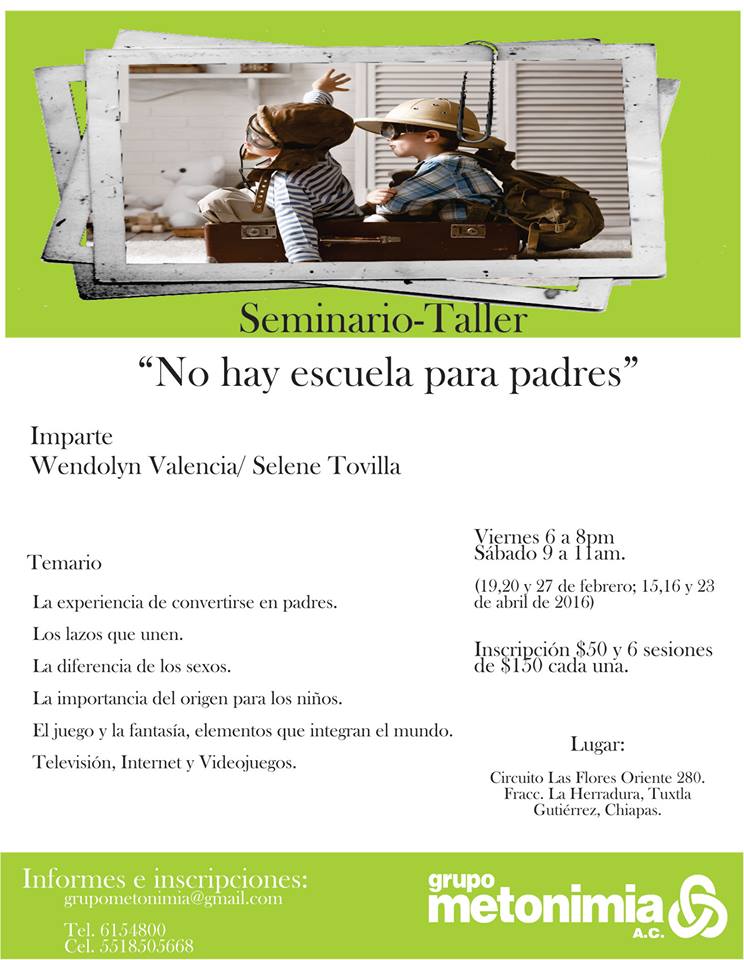 Seminario-Taller
“No hay escuela para padres”
Imparte
Wendolyn Valencia/ Selene Tovilla
Temario
La experiencia de convertirse en padres.
Los lazos que unen.
La diferencia de los sexos.
La importancia del origen para los niños.
El juego y la fantasía, elementos que integran el mundo.
Televisión, Internet y Videojuegos.
Viernes 6 a 8pm
Sábado 9 a 11am.
(19,20 y 27 de febrero; 15,16 y 23
de abril de 2016)
Inscripción $50 y 6 sesiones
de $150 cada una.
Lugar:
Circuito Las Flores Oriente 280.
Fracc. La Herradura, Tuxtla
Gutiérrez, Chiapas.
Informes e inscripciones:
grupometonimia@gmail.com
Tel. 6154800
Cel. 5518505668
grupo
metonimia
A.C.